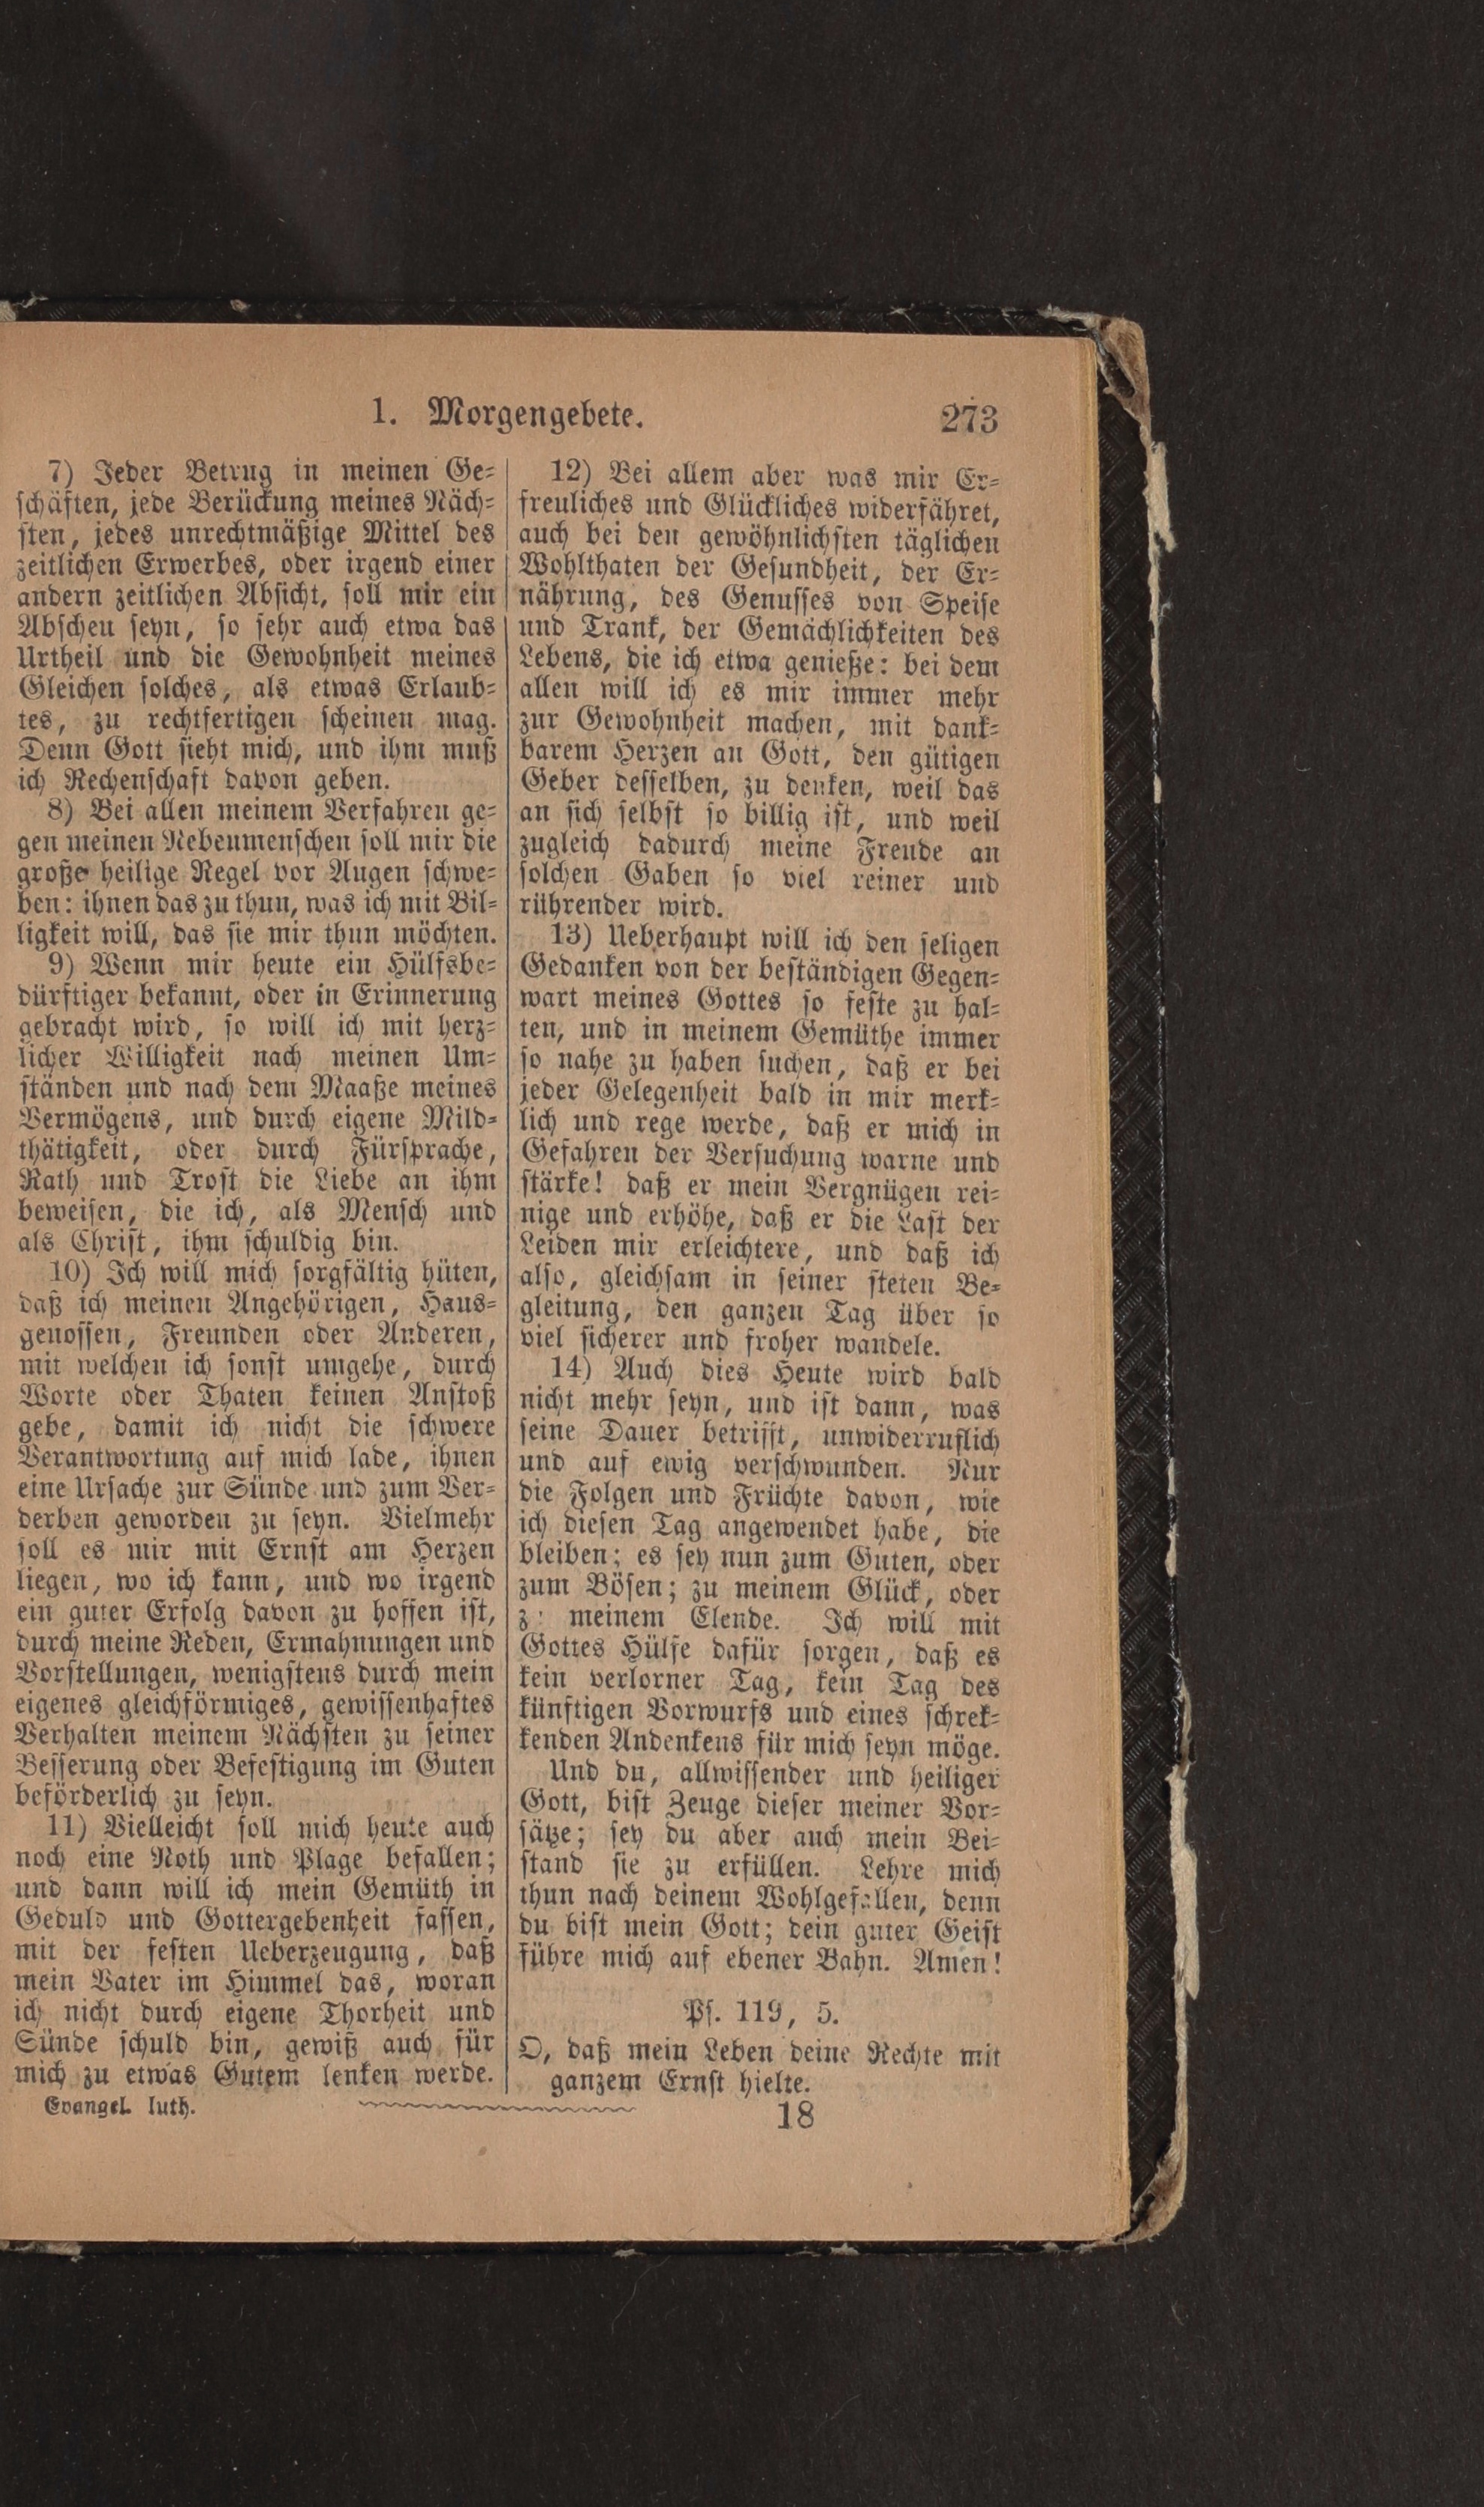 1. Morgengebete.
273
7) Jeder Betrug in meinen Ge-
schäften, jede Berückung meines Näch-
sten, jedes unrechtmäßige Mittel des
zeitlichen Erwerbes, oder irgend einer
andern zeitlichen Absicht, soll mir ein
Abscheu seyn, so sehr auch etwa das
Urtheil und die Gewohnheit meines
Gleichen solches, als etwas Erlaub-
tes, zu rechtfertigen scheinen mag.
Denn Gott sieht mich, und ihm muß
ich Rechenschaft davon geben.
8) Bei allen meinem Verfahren ge-
gen meinen Nebenmenschen soll mir die
große heilige Regel vor Augen schwe-
ben: ihnen das zu thun, was ich mit Bil-
ligkeit will, das sie mir thun möchten.
9) Wenn mir heute ein Hülfsbe-
dürftiger bekannt, oder in Erinnerung
gebracht wird, so will ich mit herz-
licher Willigkeit nach meinen Um-
ständen und nach dem Maaße meines
Vermögens, und durch eigene Mild-
thätigkeit, oder durch Fürsprache,
Rath und Trost die Liebe an ihm
beweisen, die ich, als Mensch und
als Christ, ihm schuldig bin.
10) Ich will mich sorgfältig hüten,
daß ich meinen Angehörigen, Haus-
genossen, Freunden oder Anderen,
mit welchen ich sonst umgehe, durch
Worte oder Thaten keinen Anstoß
gebe, damit ich nicht die schwere
Verantwortung auf mich lade, ihnen
eine Ursache zur Sünde und zum Ver-
derben geworden zu seyn. Vielmehr
soll es mir mit Ernst am Herzen
liegen, wo ich kann, und wo irgend
ein guter Erfolg davon zu hoffen ist,
durch meine Reden, Ermahnungen und
Vorstellungen, wenigstens durch mein
eigenes gleichförmiges, gewissenhaftes
Verhalten meinem Nächsten zu seiner
Besserung oder Befestigung im Guten
beförderlich zu seyn.
11) Vielleicht soll mich heute auch
noch eine Noth und Plage befallen;
und dann will ich mein Gemüth in
Geduld und Gottergebenheit fassen,
mit der festen Ueberzeugung, daß
mein Vater im Himmel das, woran
ich nicht durch eigene Thorheit und
Sünde schuld bin, gewiß auch für
mich zu etwas Gutem lenken werde.
12) Bei allem aber was mir Er-
freuliches und Glückliches widerfähret,
auch bei den gewöhnlichsten täglichen
Wohlthaten der Gesundheit, der Er-
nährung, des Genusses von Speise
und Trank, der Gemächlichkeiten des
Lebens, die ich etwa genieße: bei dem
allen will ich es mir immer mehr
zur Gewohnheit machen, mit dank-
barem Herzen an Gott, den gütigen
Geber desselben, zu denken, weil das
an sich selbst so billig ist, und weil
zugleich dadurch meine Freude an
solchen Gaben so viel reiner und
rührender wird.
13) Ueberhaupt will ich den seligen
Gedanken von der beständigen Gegen-
wart meines Gottes so feste zu hal-
ten, und in meinem Gemüthe immer
so nahe zu haben suchen, daß er bei
jeder Gelegenheit bald in mir merk-
lich und rege werde, daß er mich in
Gefahren der Versuchung warne und
stärke! daß er mein Vergnügen rei-
nige und erhöhe, daß er die Last der
Leiden mir erleichtere, und daß ich
also, gleichsam in seiner steten Be-
gleitung, den ganzen Tag über so
viel sicherer und froher wandele.
14) Auch dies Heute wird bald
nicht mehr seyn, und ist dann, was
seine Dauer betrifft, unwiderruflich
und auf ewig verschwunden. Nur
die Folgen und Früchte davon, wie
ich diesen Tag angewendet habe, die
bleiben; es sey nun zum Guten, oder
zum Bösen; zu meinem Glück, oder
z meinem Elende. Ich will mit
Gottes Hülfe dafür sorgen, daß es
kein verlorner Tag, kein Tag des
künftigen Vorwurfs und eines schrek-
kenden Andenkens für mich seyn möge.
Und du, allwissender und heiliger
Gott, bist Zeuge dieser meiner Vor-
sätze; sey du aber auch mein Bei-
stand sie zu erfüllen. Lehre mich
thun nach deinem Wohlgefallen, denn
du bist mein Gott; dein guter Geist
führe mich auf ebener Bahn. Amen!
Ps. 119, 5.
O, daß mein Leben deine Rechte mit
ganzem Ernst hielte.
Evangel. luth.
18